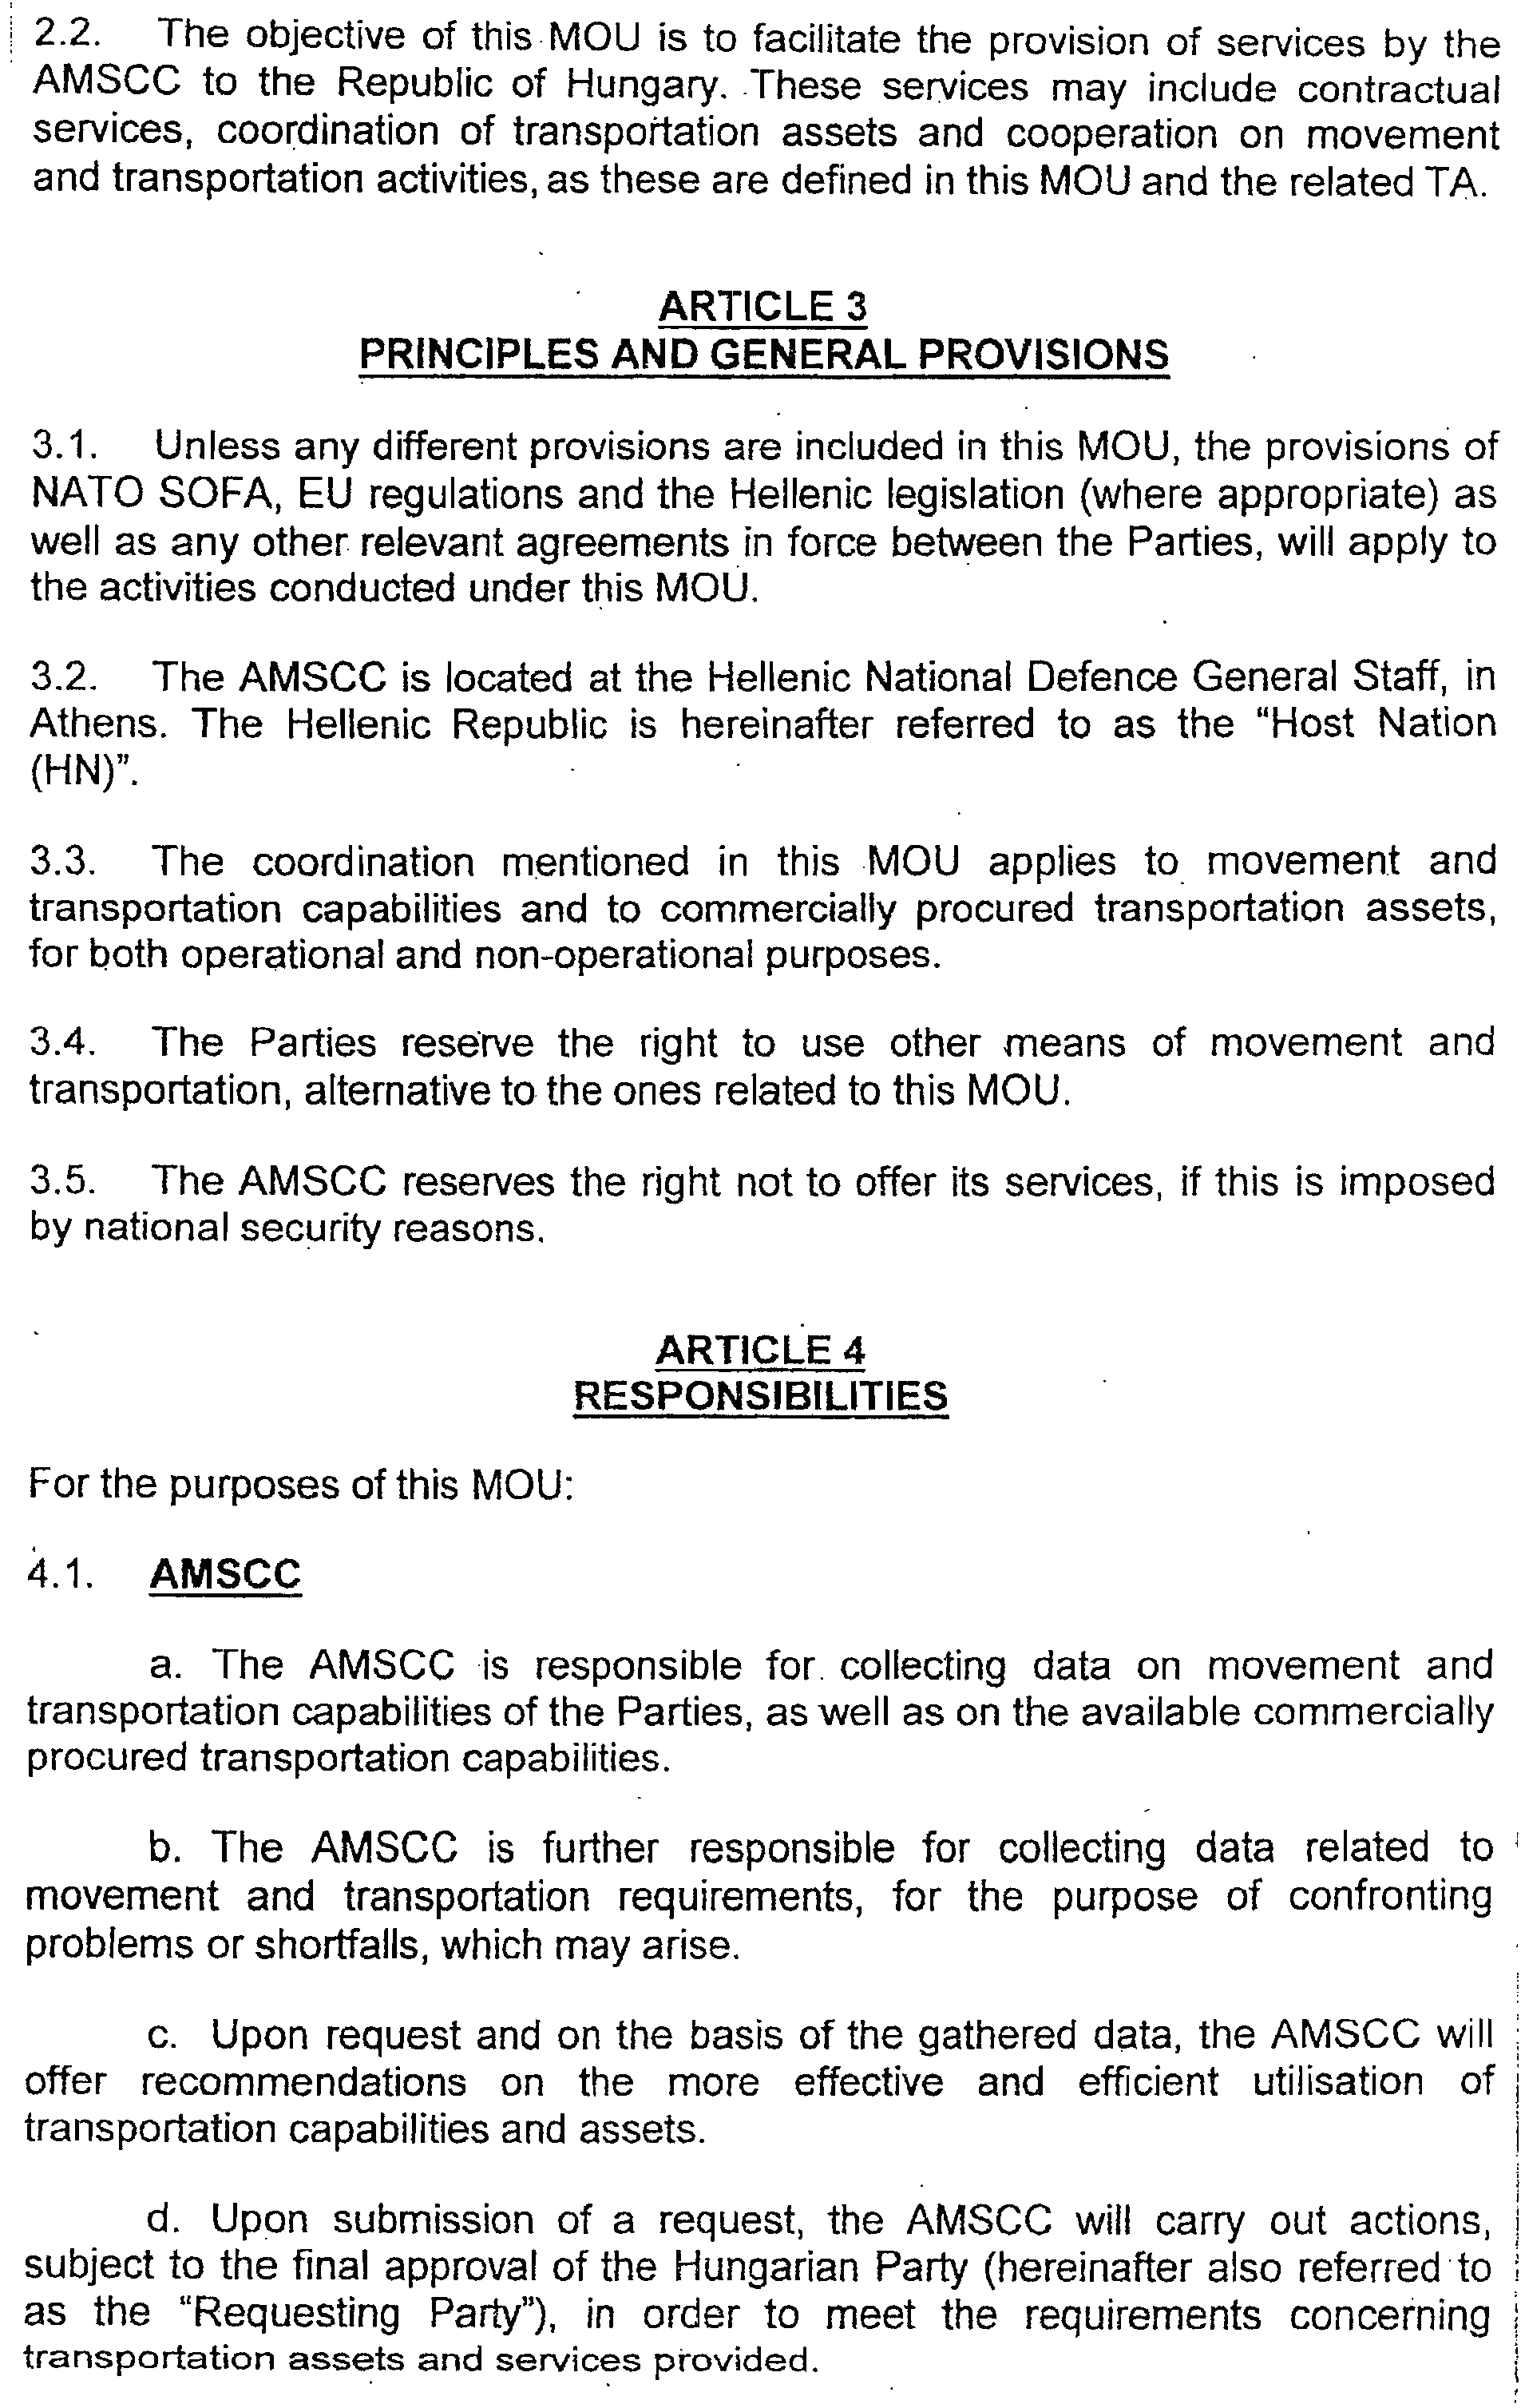 2.2. The objective of this MOU is to facilitate the provision of services by the
AMSCC to the Republic of Hungary. These services may include contractual
services, coordination of transportation assets and cooperation on movement
and transportation activities, as these are defined in this MOU and the related TA.
ARTICLE 3
PRINCIPLES AND GENERAL PROVISIONS
3.1. Unless any different provisions are included in this MOU, the provisions of
NATO SOFA, EU regulations and the Hellenic legislation (where appropriate) as
well as any other relevant agreements in force between the Parties, will apply to
the activities conducted under this MOU.
3.2. The AMSCC is located at the Hellenic National Defence General Staff, in
Athens. The Hellenic Republic is hereinafter referred to as the “Host Nation
(HN)”.
3.3. The coordination mentioned in this MOU applies to movement and
transportation capabilities and to commercially procured transportation assets,
for both operational and non-operational purposes.
3.4. The Parties reserve the right to use other means of movement and
transportation, alternative to the ones related to this MOU.
3.5. The AMSCC reserves the right not to offer its services, if this is imposed
by national security reasons.
ARTICLE 4
RESPONSIBILITIES
For the purposes of this MOU:
4.1. AMSCC
a. The AMSCC is responsible for collecting data on movement and
transportation capabilities of the Parties, as well as on the available commercially
procured transportation capabilities.
b. The AMSCC is further responsible for collecting data related to
movement and transportation requirements, for the purpose of confronting
problems or shortfalls, which may arise.
c. Upon request and on the basis of the gathered data, the AMSCC will
offer recommendations on the more effective and efficient utilisation of
transportation capabilities and assets.
d. Upon submission of a request, the AMSCC will carry out actions,
subject to the final approval of the Hungarian Party (hereinafter also referred to
as the “Requesting Party”), in order to meet the requirements concerning
transportation assets and services provided.